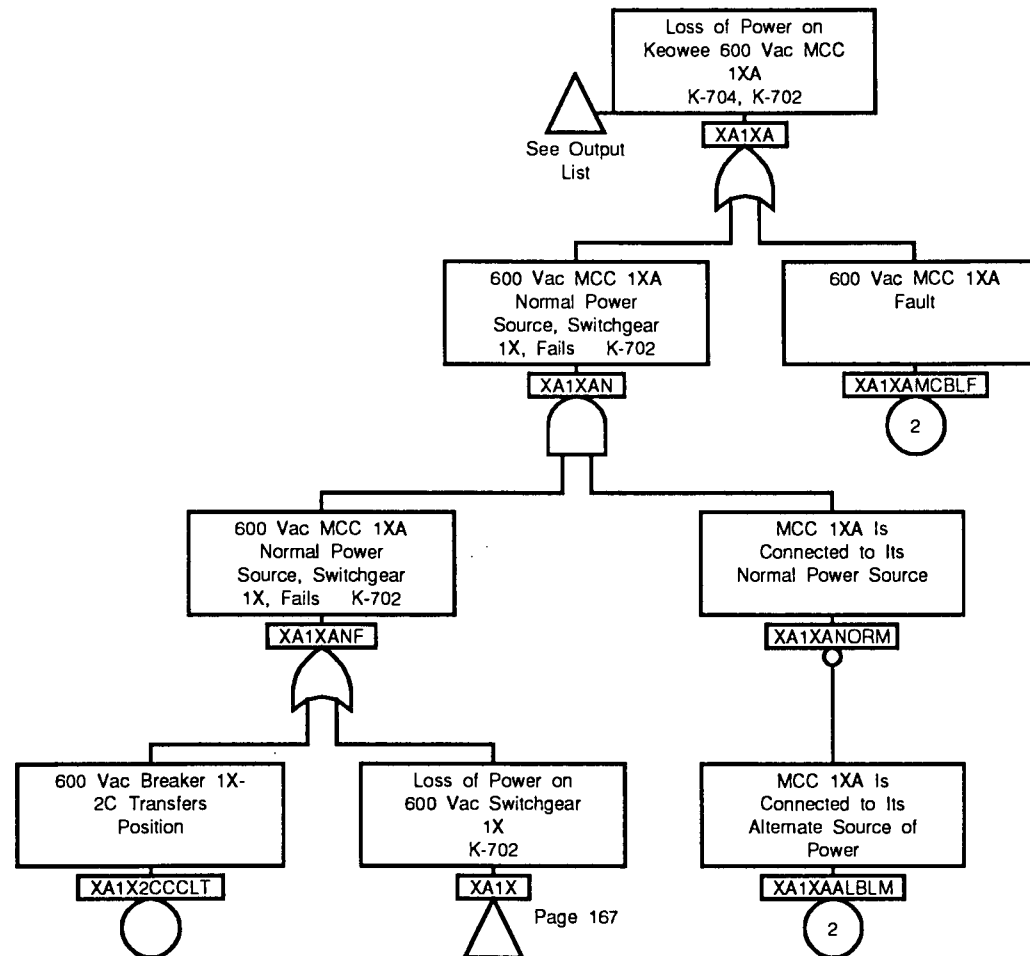 Loss of Power on
Keowee 600 Vac MCC
1XA
K-704, K-702
See Output
List
XA1XA
600 Vac MCC 1XA
Normal Power
Source, Switchgear
1X, Fails K-702
XA1XAN
600 Vac MCC 1XA
Fault
XA1XAMCBLF
2
600 Vac MCC 1XA
Normal Power
Source, Switchgear
1X, Fails K-702
XA1XANF
MCC 1XA Is
Connected to Its
Normal Power Source
XA1XANORM
600 Vac Breaker 1X-
2C Transfers
Position
XA1X2CCCLT
Loss of Power on
600 Vac Switchgear
1X
K-702
XA1X
Page 167
MCC 1XA Is
Connected to Its
Alternate Source of
Power
XA1XAALBLM
2